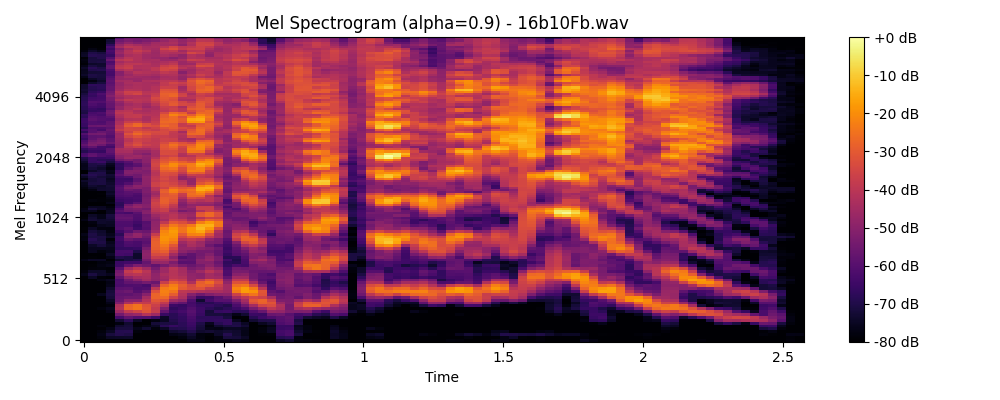 Mel Spectrogram (alpha=0.9) - 16b10Fb.wav
Mel Frequency
4096
2048
1024
512
0
0
0.5
1
1.5
2
2.5
Time
+0 dB
-10 dB
-20 dB
-30 dB
-40 dB
-50 dB
-60 dB
-70 dB
-80 dB